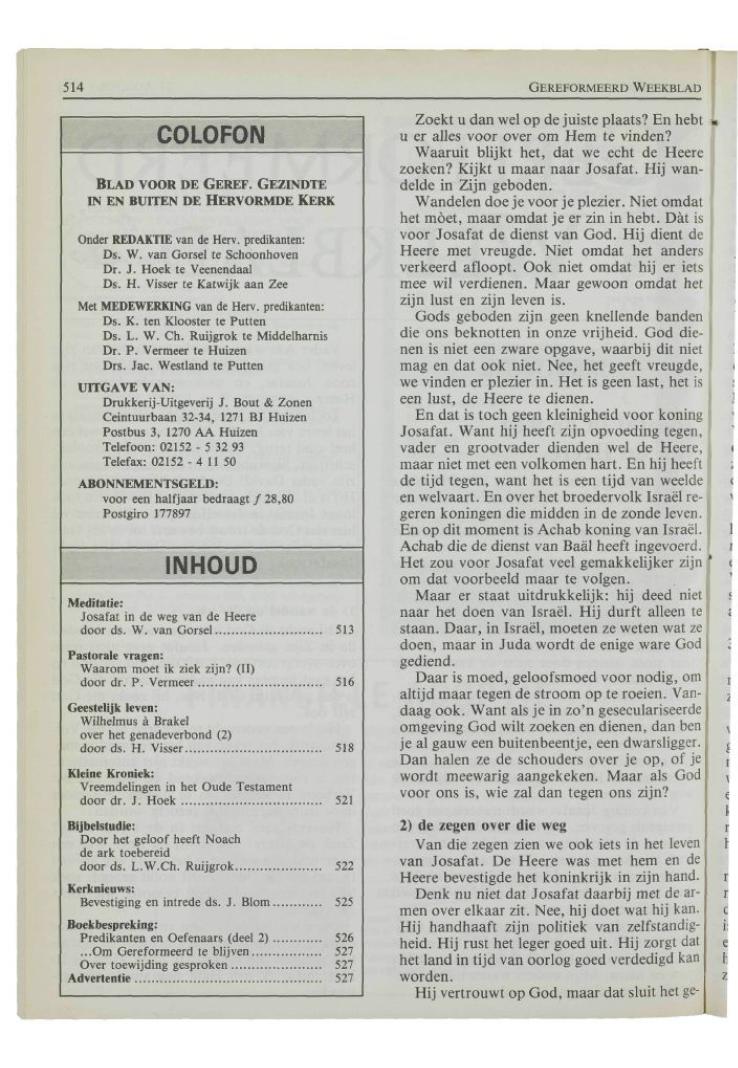 514
GEREFORMEERD WEEKBLAD
COLOFON
BLAD VOOR DE GEREF. GEZINDTE
IN EN BUITEN DE HERVORMDE KERK
Onder REDAKTIE van de Herv. predikanten:
Ds. W. van Gorsel te Schoonhoven
Dr. J. Hoek te Veenendaal
Ds. H. Visser te Katwijk aan Zee
Met MEDEWERKING van de Herv. predikanten:
Ds. K. ten Klooster te Putten
Ds. L. W. Ch. Ruijgrok te Middelharnis
Dr. P. Vermeer te Huizen
Drs. Jac. Westland te Putten
UITGAVE VAN:
Drukkerij-Uitgeverij J. Bout & Zonen
Ceintuurbaan 32-34, 1271 BJ Huizen
Postbus 3, 1270 AA Huizen
Telefoon: 02152 - 5 32 93
Telefax: 02152 - 4 11 50
ABONNEMENTSGELD:
voor een halfjaar bedraagt ƒ 28,80
Postgiro 177897
INHOUD
Meditatie:
Josafat in de weg van de Heere
door ds. W. van Gorsel ........................... 513
Pastorale vragen:
Waarom moet ik ziek zijn? (II)
door dr. P. Vermeer ............................... 516
Geestelijk leven:
Wilhelmus à Brakel
over het genadeverbond (2)
door ds. H. Visser.................................. 518
Kleine Kroniek:
Vreemdelingen in het Oude Testament
door dr. J. Hoek ................................... 521
Bijbelstudie:
Door het geloof heeft Noach
de ark toebereid
door ds. L.W.Ch. Ruijgrok...................... 522
Kerknieuws:
Bevestiging en intrede ds. J. Blom............ 525
Boekbespreking:
Predikanten en Oefenaars (deel 2) ............ 526
...Om Gereformeerd te blijven................. 527
Over toewijding gesproken ...................... 527
Advertentie .............................................. 527
Zoekt u dan wel op de juiste plaats? En hebt
u er alles voor over om Hem te vinden?
Waaruit blijkt het, dat we echt de Heere
zoeken? Kijkt u maar naar Josafat. Hij wan-
delde in Zijn geboden.
Wandelen doe je voor je plezier. Niet omdat
het mòet, maar omdat je er zin in hebt. Dàt is
voor Josafat de dienst van God. Hij dient de
Heere met vreugde. Niet omdat het anders
verkeerd afloopt. Ook niet omdat hij er iets
mee wil verdienen. Maar gewoon omdat het
zijn lust en zijn leven is.
Gods geboden zijn geen knellende banden
die ons beknotten in onze vrijheid. God die-
nen is niet een zware opgave, waarbij dit niet
mag en dat ook niet. Nee, het geeft vreugde,
we vinden er plezier in. Het is geen last, het is
een lust, de Heere te dienen.
En dat is toch geen kleinigheid voor koning
Josafat. Want hij heeft zijn opvoeding tegen,
vader en grootvader dienden wel de Heere,
maar niet met een volkomen hart. En hij heeft
de tijd tegen, want het is een tijd van weelde
en welvaart. En over het broedervolk Israël re-
geren koningen die midden in de zonde leven.
En op dit moment is Achab koning van Israël.
Achab die de dienst van Baäl heeft ingevoerd.
Het zou voor Josafat veel gemakkelijker zijn
om dat voorbeeld maar te volgen.
Maar er staat uitdrukkelijk: hij deed niet
naar het doen van Israël. Hij durft alleen te
staan. Daar, in Israël, moeten ze weten wat ze
doen, maar in Juda wordt de enige ware God
gediend.
Daar is moed, geloofsmoed voor nodig, om
altijd maar tegen de stroom op te roeien. Van-
daag ook. Want als je in zo'n geseculariseerde
omgeving God wilt zoeken en dienen, dan ben
je al gauw een buitenbeentje, een dwarsligger.
Dan halen ze de schouders over je op, of je
wordt meewarig aangekeken. Maar als God
voor ons is, wie zal dan tegen ons zijn?
2) de zegen over die weg
Van die zegen zien we ook iets in het leven
van Josafat. De Heere was met hem en de
Heere bevestigde het koninkrijk in zijn hand.
Denk nu niet dat Josafat daarbij met de ar-
men over elkaar zit. Nee, hij doet wat hij kan.
Hij handhaaft zijn politiek van zelfstandig-
heid. Hij rust het leger goed uit. Hij zorgt dat
het land in tijd van oorlog goed verdedigd kan
worden.
Hij vertrouwt op God, maar dat sluit het ge-